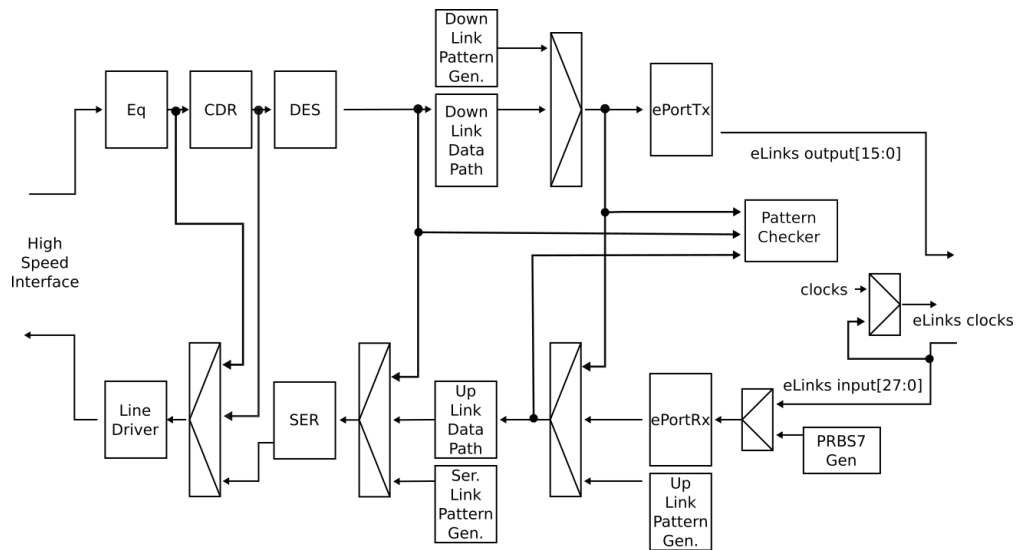 Down
Link
Pattern
Gen.
Eq
CDR
DES
Down
Link
Data
Path
ePortTx
eLinks output[15:0]
Pattern
Checker
High
Speed
Interface
clocks
eLinks clocks
eLinks input[27:0]
Line
Driver
SER
Up
Link
Data
Path
ePortRx
PRBS7
Gen
Ser.
Link
Pattern
Gen.
Up
Link
Pattern
Gen.